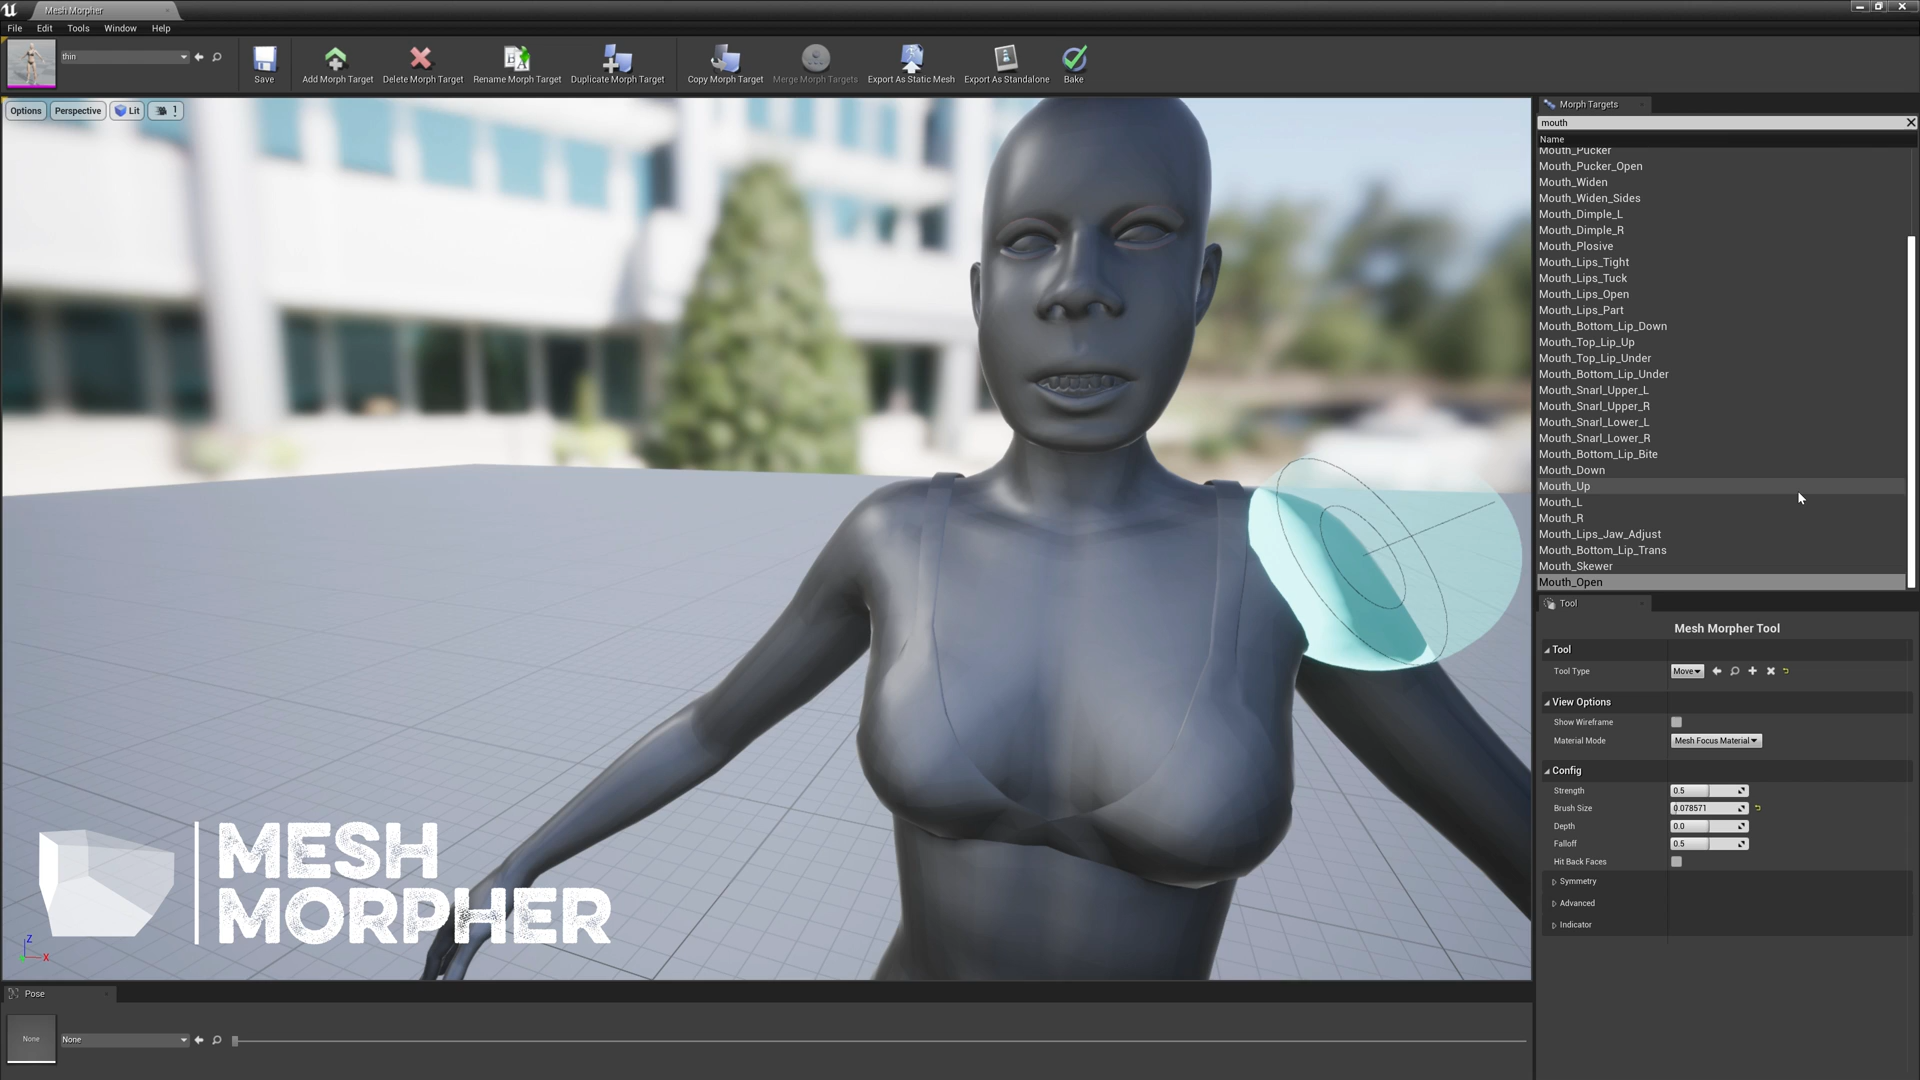 Mesh Morpher
File Edit Tools Window Help
thin
Save
Add Morph Target
Delete Morph Target
Rename Morph Target
Duplicate Morph Target
Copy Morph Target
Merge Morph Targets
Export As Static Mesh
Export As Standalone
Bake
Options
Perspective
Lit
1
MESH
MORPHER
Z
X
Morph Targets
mouth
Name
Mouth_Pucker
Mouth_Pucker_Open
Mouth_Widen
Mouth_Widen_Sides
Mouth_Dimple_L
Mouth_Dimple_R
Mouth_Plosive
Mouth_Lips_Tight
Mouth_Lips_Tuck
Mouth_Lips_Open
Mouth_Lips_Part
Mouth_Bottom_Lip_Down
Mouth_Top_Lip_Up
Mouth_Top_Lip_Under
Mouth_Bottom_Lip_Under
Mouth_Snarl_Upper_L
Mouth_Snarl_Upper_R
Mouth_Snarl_Lower_L
Mouth_Snarl_Lower_R
Mouth_Bottom_Lip_Bite
Mouth_Down
Mouth_Up
Mouth_L
Mouth_R
Mouth_Lips_Jaw_Adjust
Mouth_Bottom_Lip_Trans
Mouth_Skewer
Mouth_Open
Tool
Mesh Morpher Tool
Tool
Tool Type Move
View Options
Show Wireframe
Material Mode Mesh Focus Material
Config
Strength 0.5
Brush Size 0.078571
Depth 0.0
Falloff 0.5
Hit Back Faces
Symmetry
Advanced
Indicator
Pose
None
None